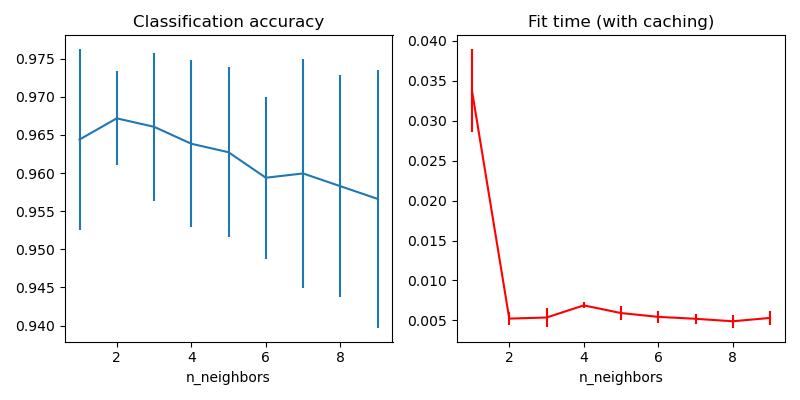 Classification accuracy
0.975
0.970
0.965
0.960
0.955
0.950
0.945
0.940
2 4 6 8
n_neighbors
Fit time (with caching)
0.040
0.035
0.030
0.025
0.020
0.015
0.010
0.005
2 4 6 8
n_neighbors